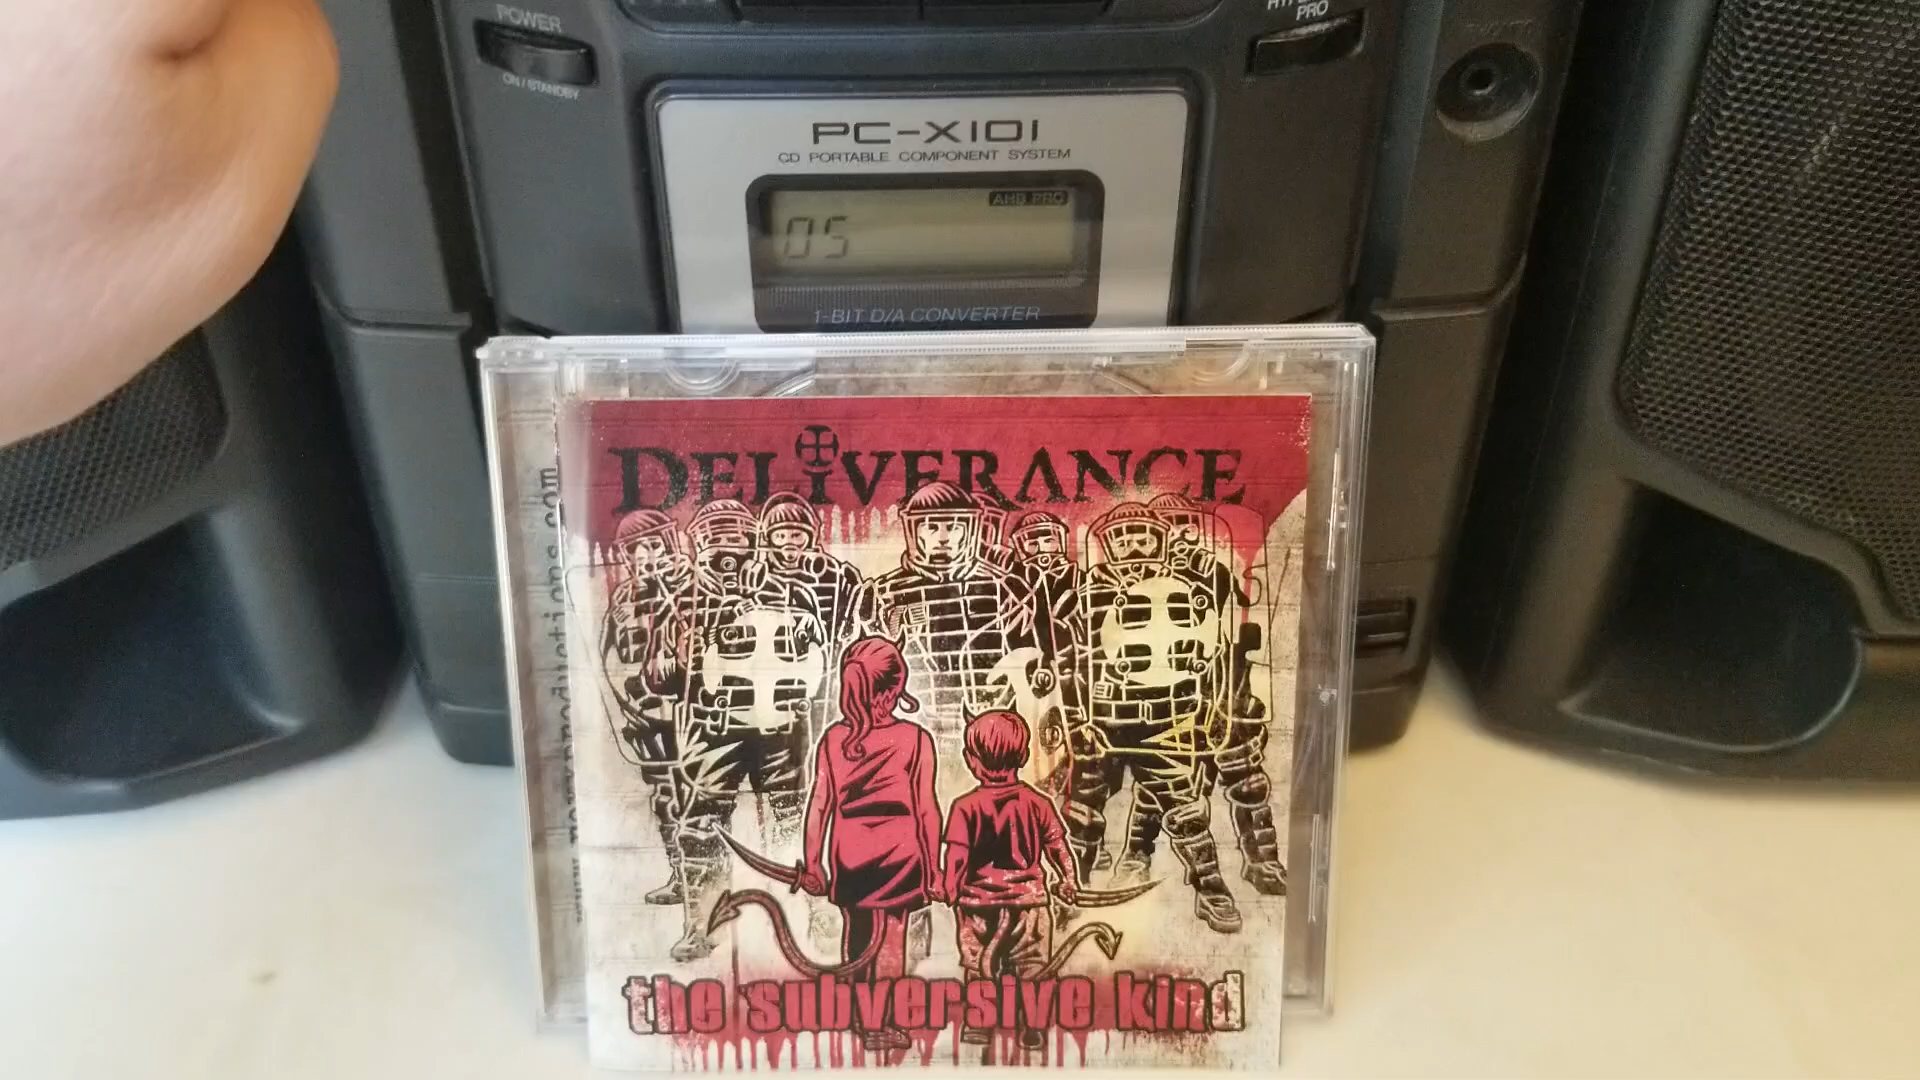 POWER
ON / STANDBY
PRO
PC-X101
CD PORTABLE COMPONENT SYSTEM
AHB PRO
05
1-BIT D/A CONVERTER
DELiVERANCE
the subversive kind